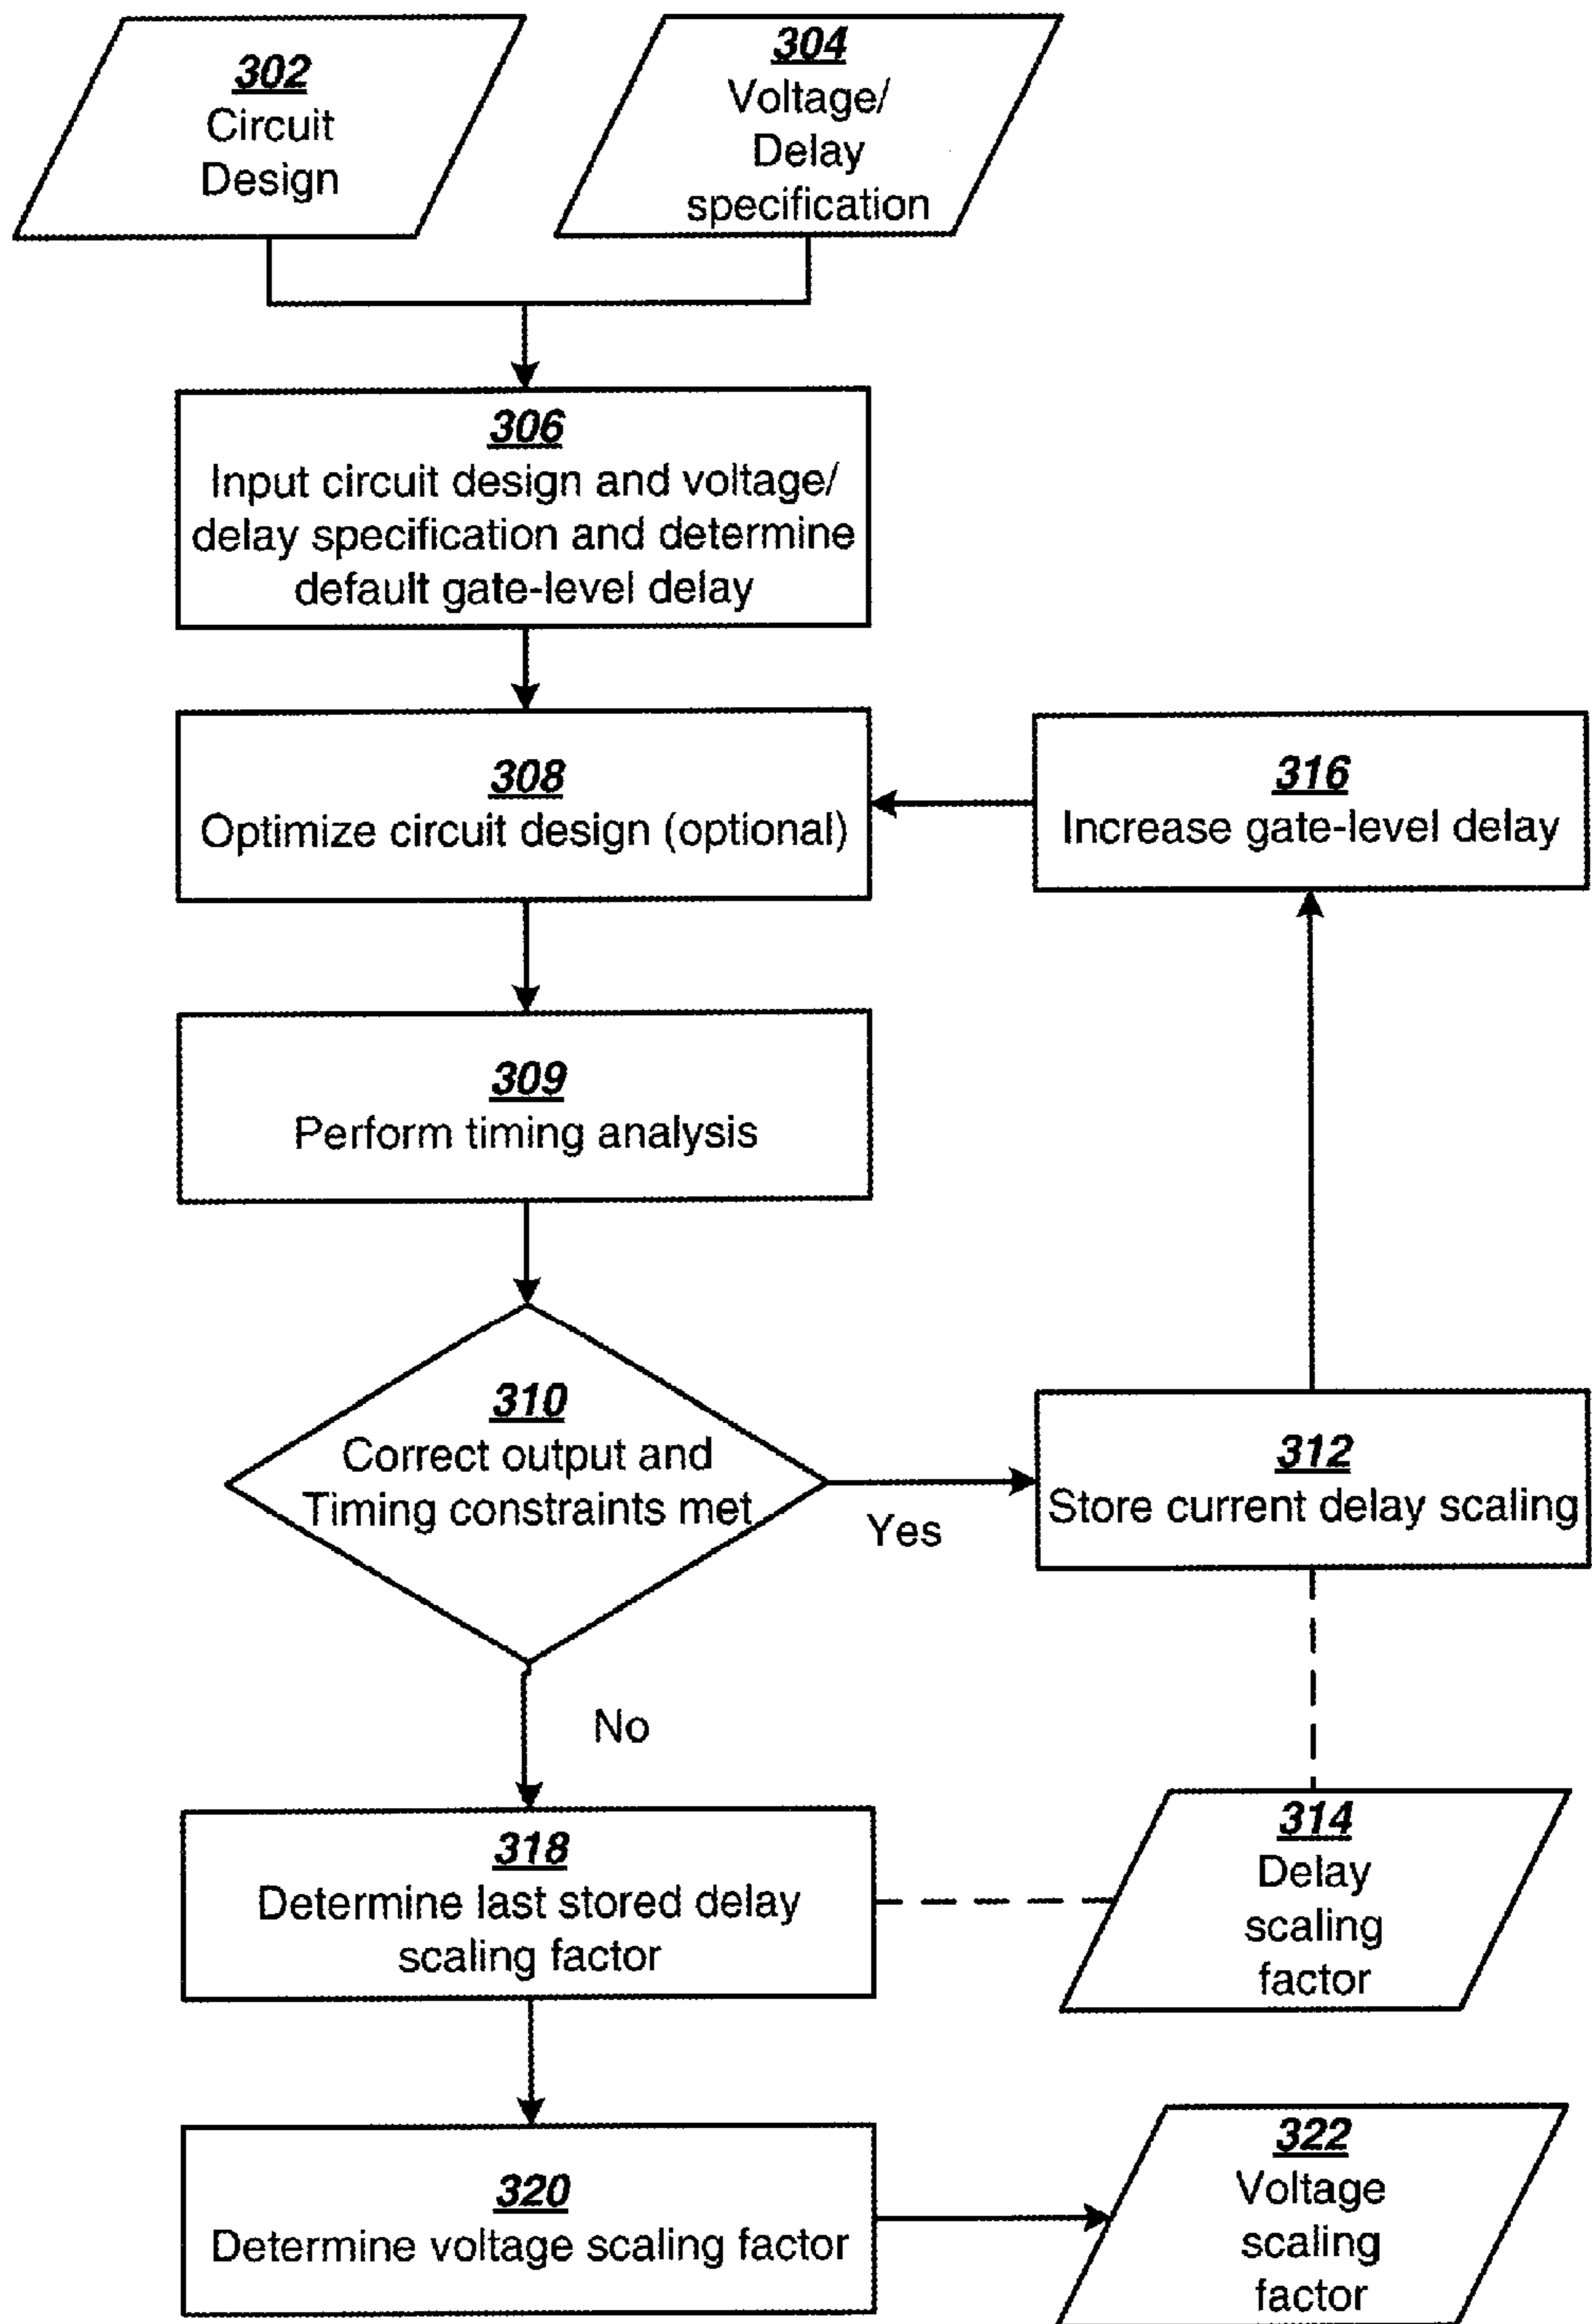 302
Circuit
Design
304
Voltage/
Delay
specification
306
Input circuit design and voltage/
delay specification and determine
default gate-level delay
308
Optimize circuit design (optional)
316
Increase gate-level delay
309
Perform timing analysis
310
Correct output and
Timing constraints met
Yes
312
Store current delay scaling
No
318
Determine last stored delay
scaling factor
314
Delay
scaling
factor
320
Determine voltage scaling factor
322
Voltage
scaling
factor